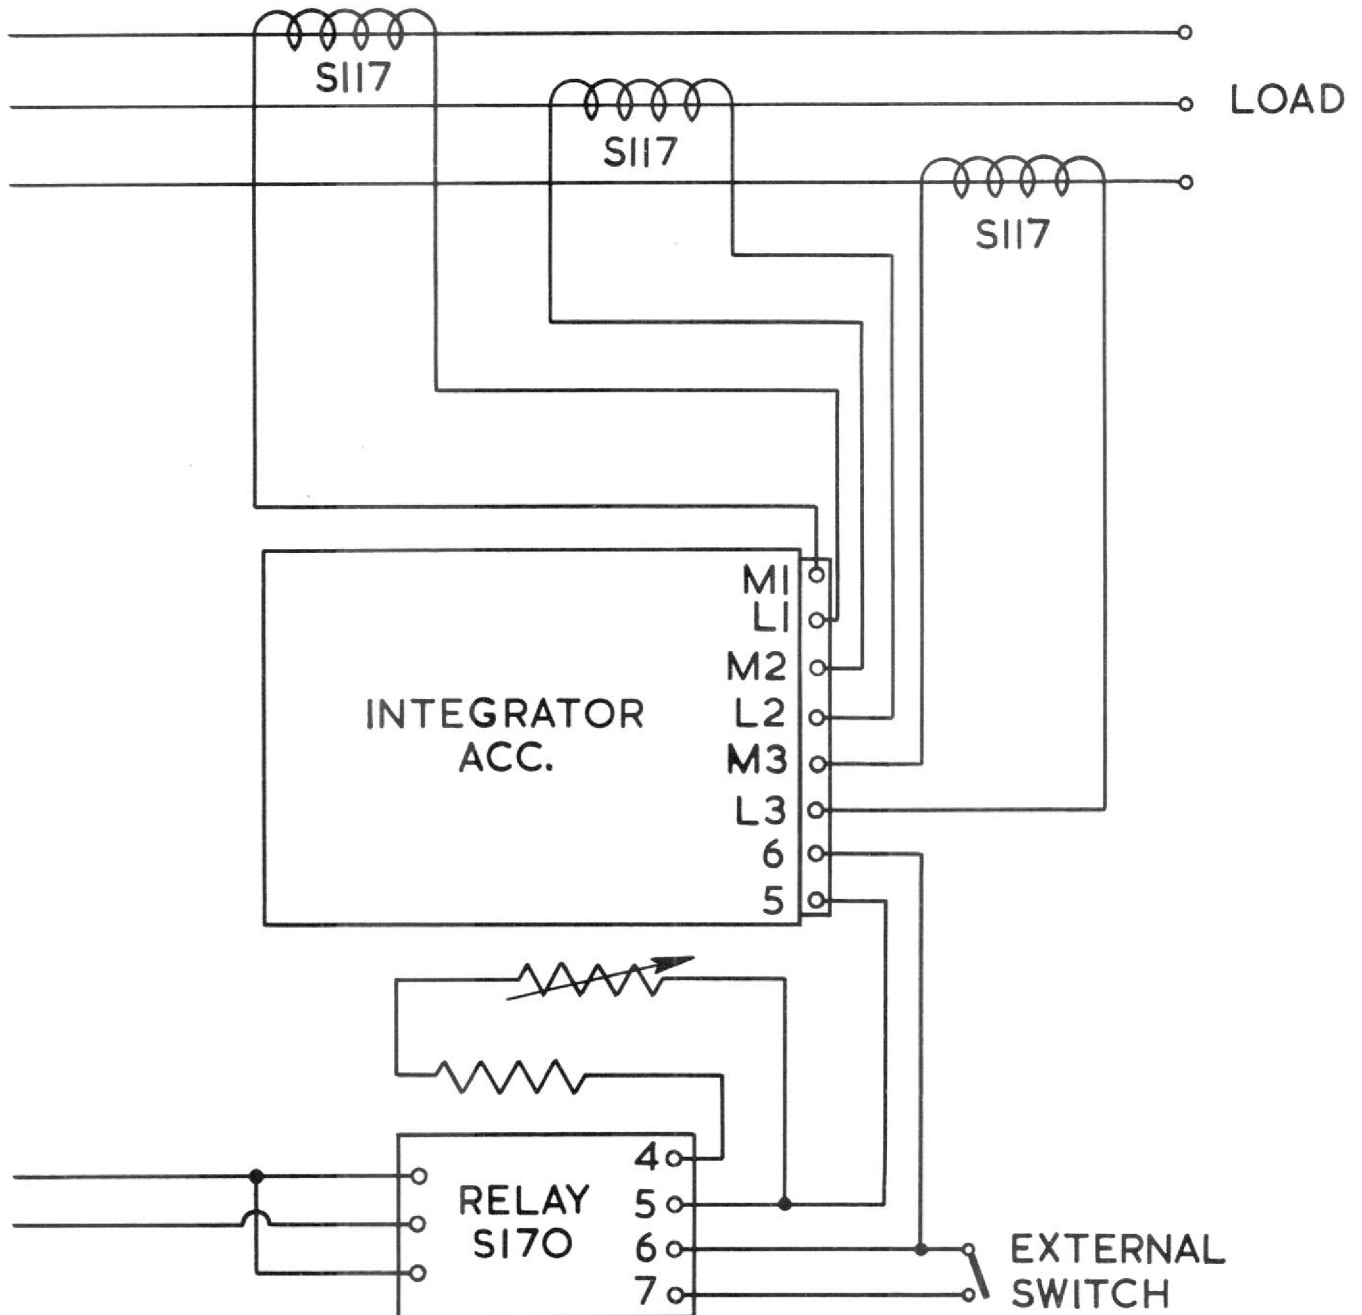 S117
S117
LOAD
S117
M1
L1
M2
L2
M3
L3
6
5
INTEGRATOR
ACC.
4
5
6
7
RELAY
S170
EXTERNAL
SWITCH